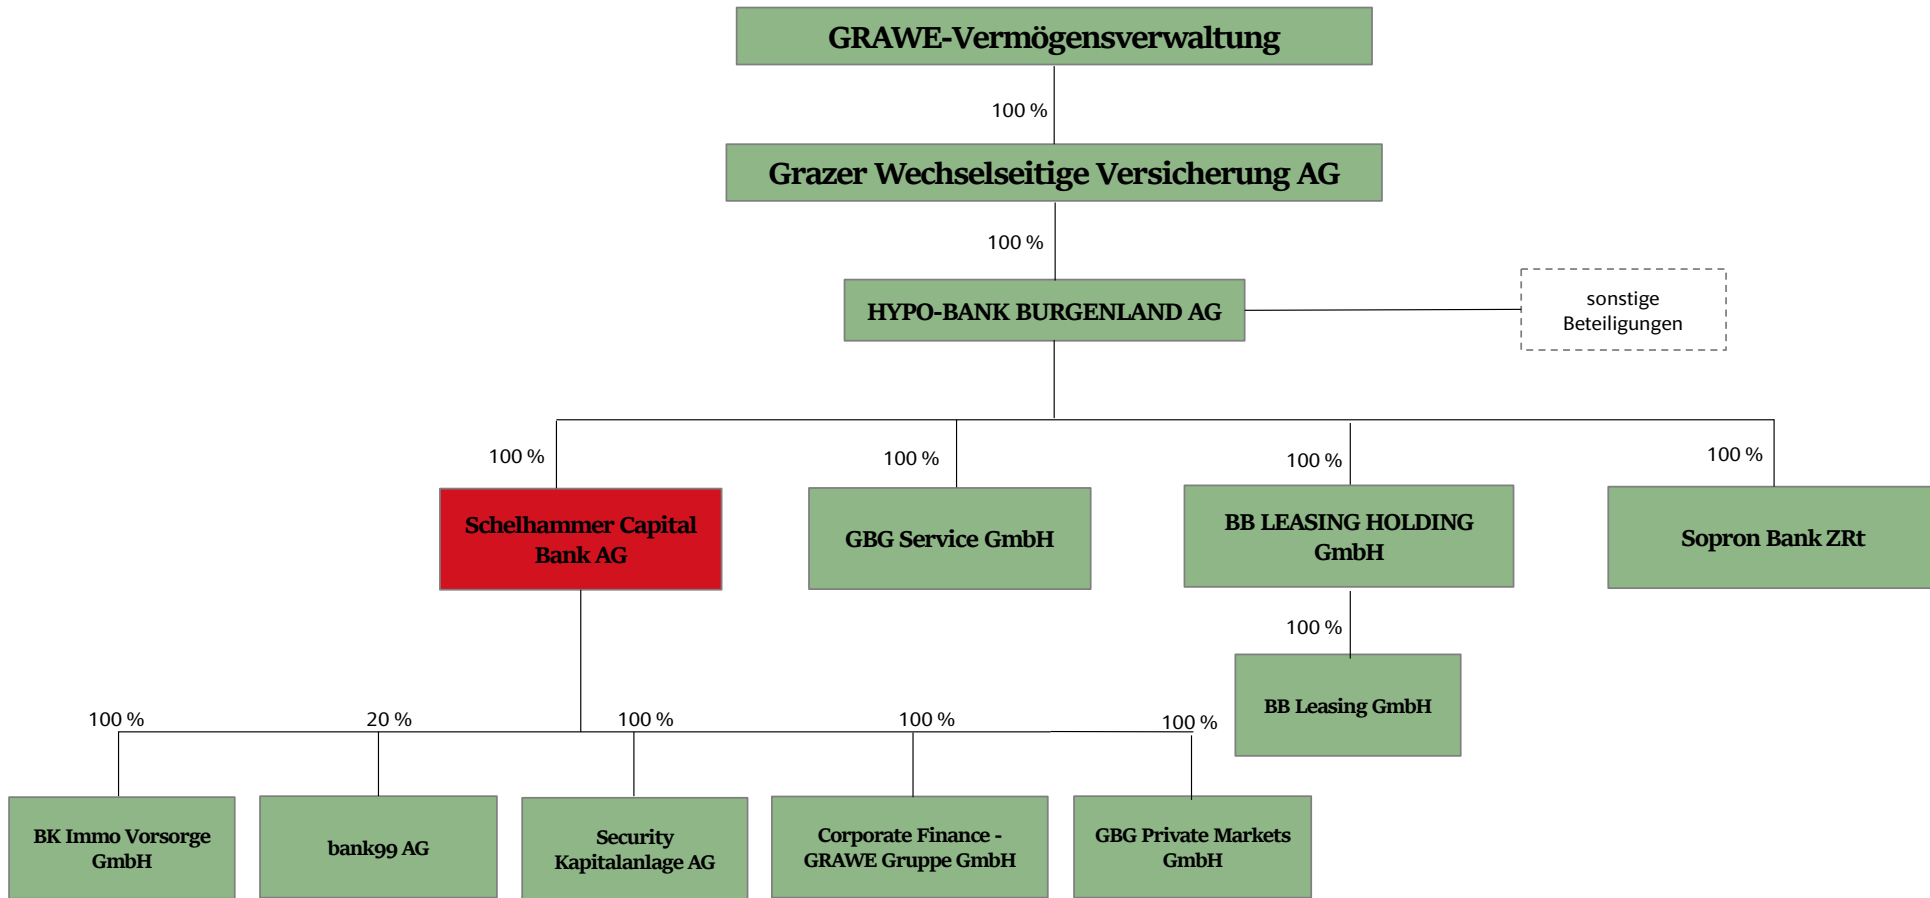 GRAWE-Vermögensverwaltung
100 %
Grazer Wechselseitige Versicherung AG
100 %
HYPO-BANK BURGENLAND AG
sonstige
Beteiligungen
100 %
100 %
100 %
100 %
Schelhammer Capital
Bank AG
GBG Service GmbH
BB LEASING HOLDING
GmbH
Sopron Bank ZRt
100 %
BB Leasing GmbH
100 %
20 %
100 %
100 %
100 %
BK Immo Vorsorge
GmbH
bank99 AG
Security
Kapitalanlage AG
Corporate Finance -
GRAWE Gruppe GmbH
GBG Private Markets
GmbH